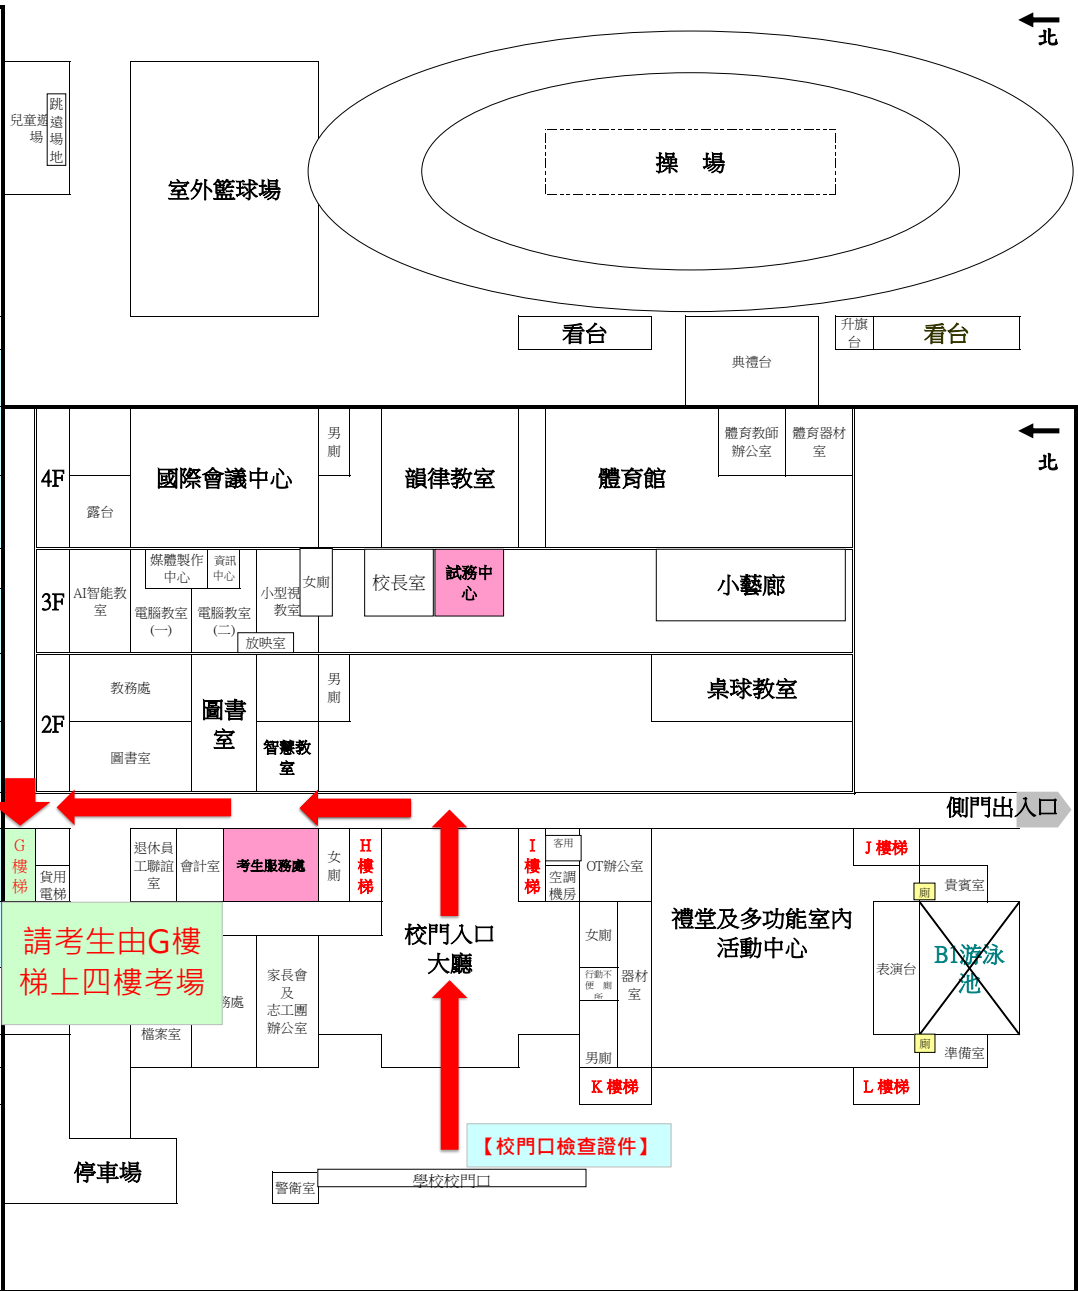 北
兒童遊
場
跳
遠
場
地
室外籃球場
操 場
看台
典禮台
升旗
台
看台
北
4F
露台
國際會議中心
男
廁
韻律教室
體育館
體育教師
辦公室
體育器材
室
3F
AI智能教
室
媒體製作
中心
資訊
中心
電腦教室
(一)
電腦教室
(二)
小型視
教室
放映室
女廁
校長室
試務中
心
小藝廊
2F
教務處
圖書室
圖書
室
智慧教
室
男
廁
桌球教室
側門出入口
G
樓
梯
貨用
電梯
退休員
工聯誼
室
會計室
考生服務處
女
廁
H
樓
梯
I
樓
梯
客用
空調
機房
OT辦公室
J 樓梯
廁
貴賓室
請考生由G樓
梯上四樓考場
務處
檔案室
家長會
及
志工團
辦公室
校門入口
大廳
女廁
行動不
便 廁
所
男廁
器材
室
禮堂及多功能室內
活動中心
表演台
B1游泳
池
廁
準備室
K 樓梯
L 樓梯
【校門口檢查證件】
停車場
警衛室
學校校門口